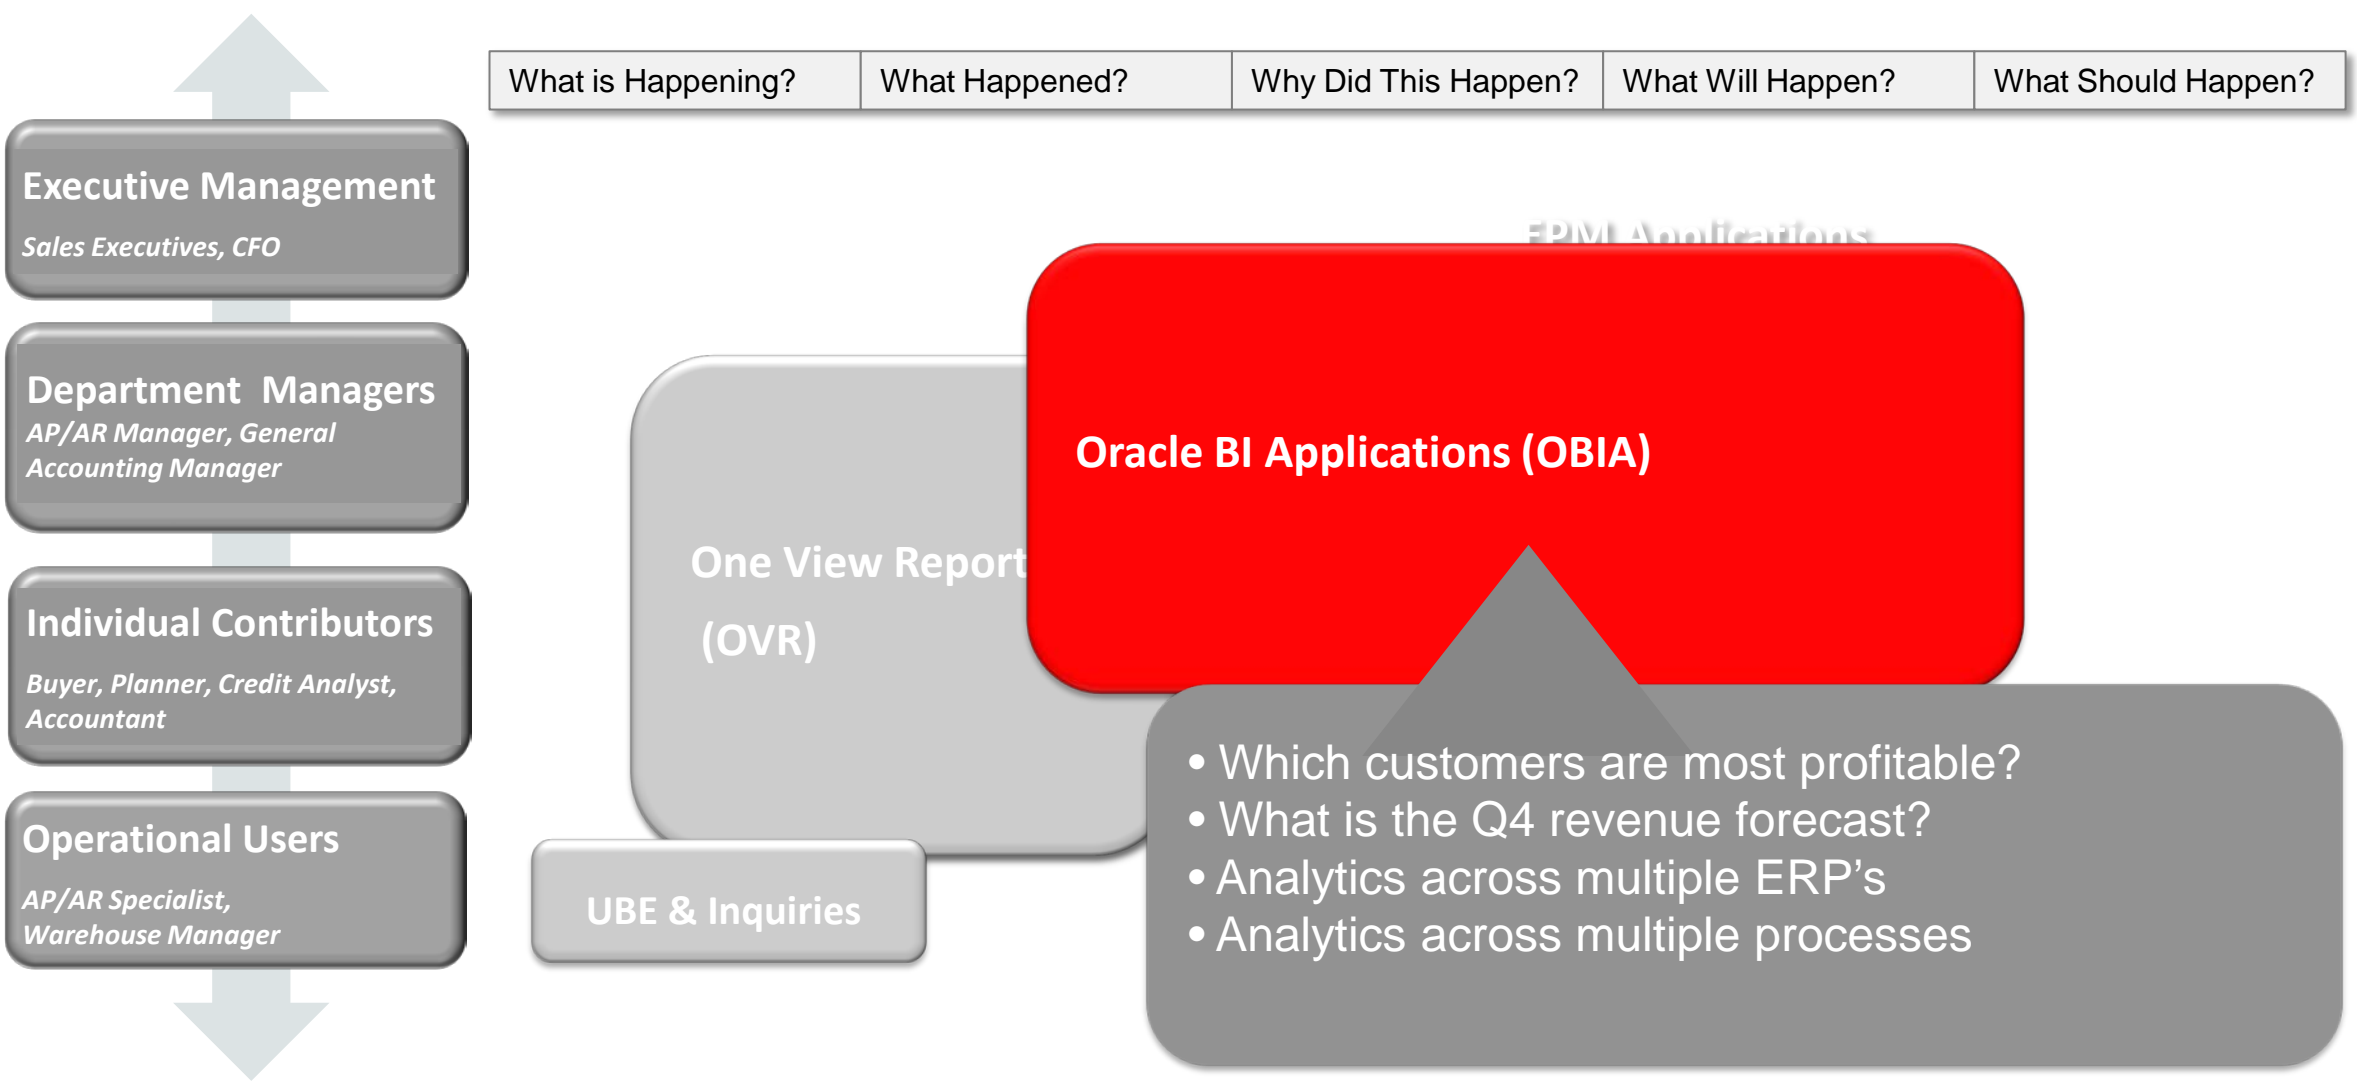 What is Happening?
What Happened?
Why Did This Happen?
What Will Happen?
What Should Happen?
Executive Management
Sales Executives, CFO
Department Managers
AP/AR Manager, General
Accounting Manager
Individual Contributors
Buyer, Planner, Credit Analyst,
Accountant
Operational Users
AP/AR Specialist,
Warehouse Manager
EPM Applications
Oracle BI Applications (OBIA)
One View Report
(OVR)
UBE & Inquiries
• Which customers are most profitable?
• What is the Q4 revenue forecast?
• Analytics across multiple ERP’s
• Analytics across multiple processes